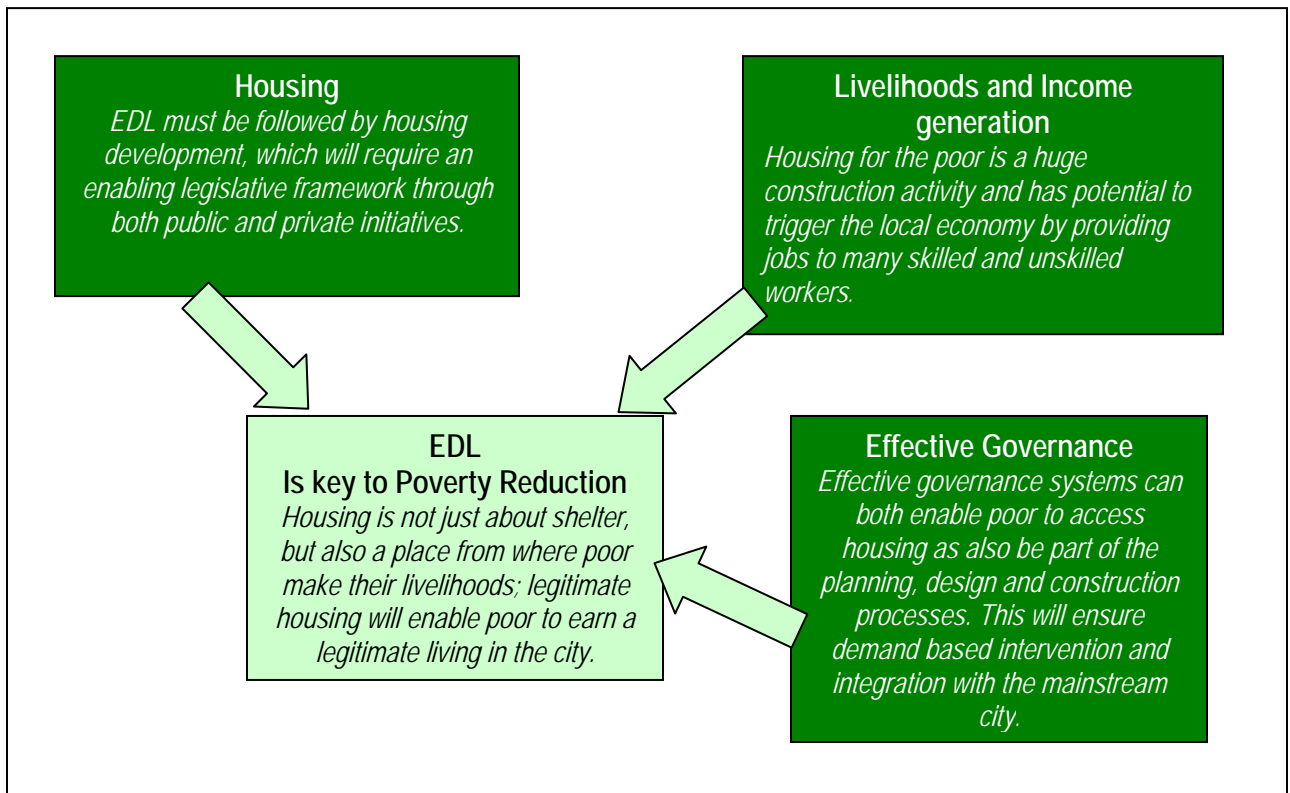 Housing
EDL must be followed by housing
development, which will require an
enabling legislative framework through
both public and private initiatives.
Livelihoods and Income
generation
Housing for the poor is a huge
construction activity and has potential to
trigger the local economy by providing
jobs to many skilled and unskilled
workers.
EDL
Is key to Poverty Reduction
Housing is not just about shelter,
but also a place from where poor
make their livelihoods; legitimate
housing will enable poor to earn a
legitimate living in the city.
Effective Governance
Effective governance systems can
both enable poor to access
housing as also be part of the
planning, design and construction
processes. This will ensure
demand based intervention and
integration with the mainstream
city.